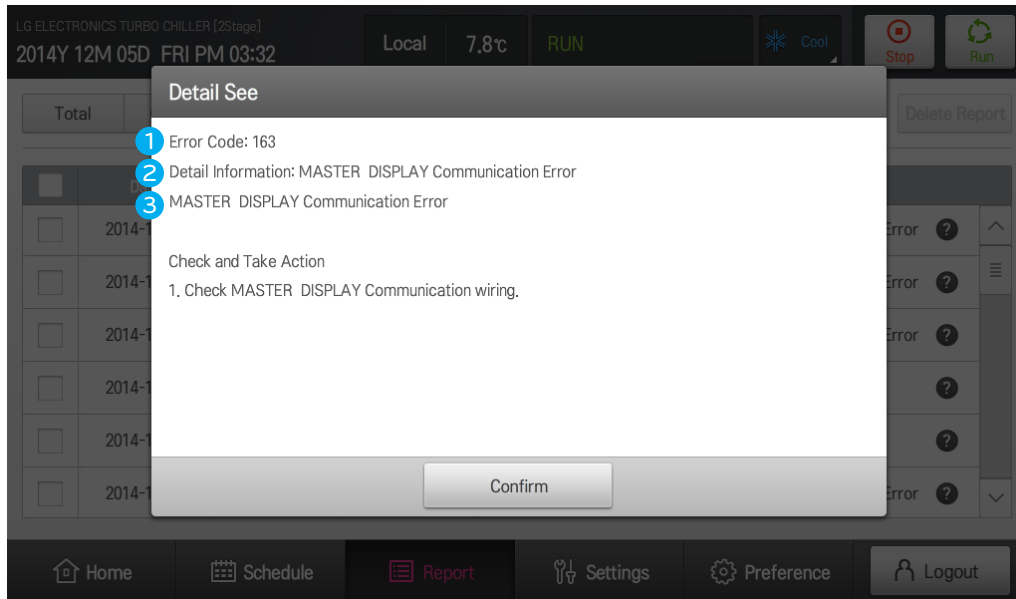 LG ELECTRONICS TURBO CHILLER [2Stage]
2014Y 12M 05D FRI PM 03:32
Local 7.8℃ RUN Cool Stop Run
Detail See
Total Delete Report
1 Error Code: 163
2 Detail Information: MASTER DISPLAY Communication Error
3 MASTER DISPLAY Communication Error
2014-1 Error ?
Check and Take Action
2014-1 Error ?
1. Check MASTER DISPLAY Communication wiring.
2014-1 Error ?
2014-1 ?
2014-1 ?
Confirm
2014-1 Error ?
Home Schedule Report Settings Preference Logout